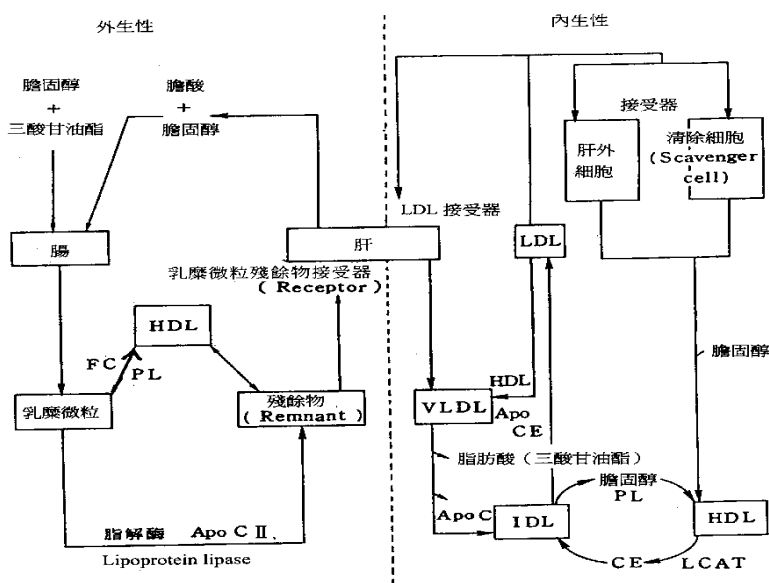 外生性
膽固醇
+
三酸甘油酯
膽酸
+
膽固醇
腸
肝
乳糜微粒殘餘物接受器
(Receptor)
HDL
FC
PL
乳糜微粒
殘餘物
(Remnant)
脂解酶 Apo CⅡ、
Lipoprotein lipase
內生性
接受器
肝外
細胞
清除細胞
(Scavenger
cell)
LDL 接受器
LDL
膽固醇
HDL
VLDL
Apo
CE
脂肪酸（三酸甘油酯）
Apo C
IDL
膽固醇
PL
HDL
CE
LCAT